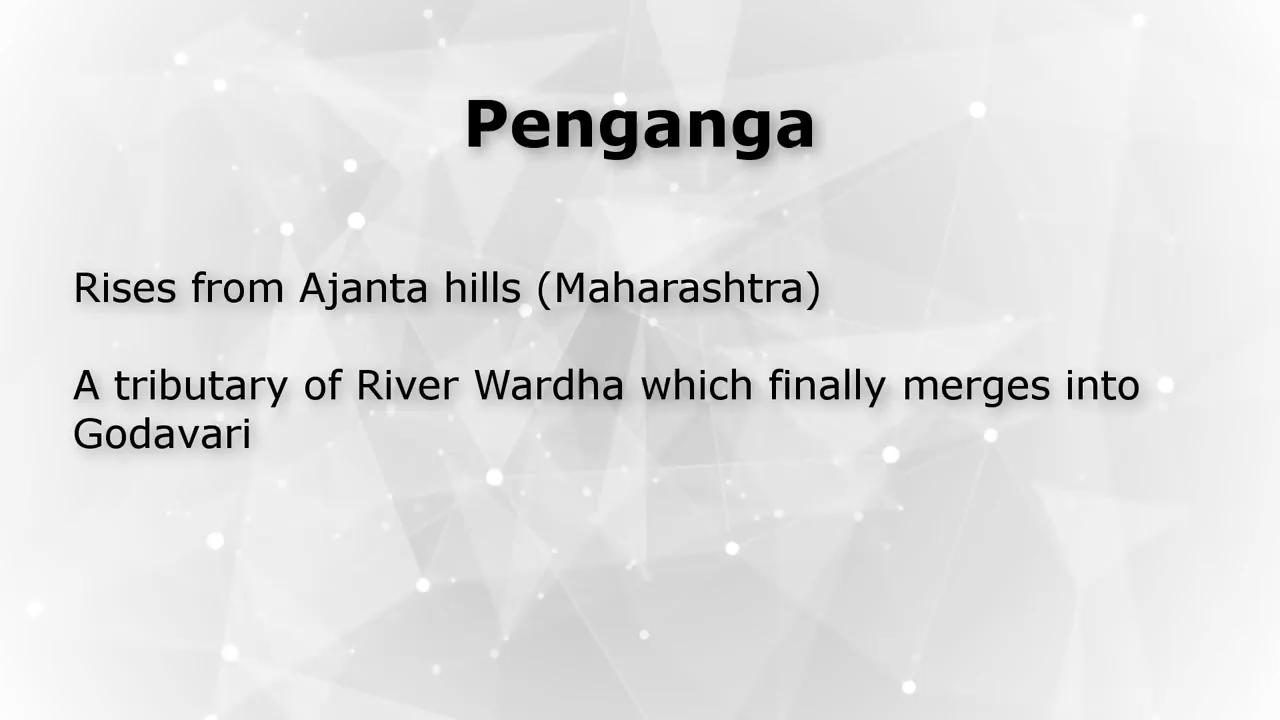 Penganga
Rises from Ajanta hills (Maharashtra)
A tributary of River Wardha which finally merges into
Godavari